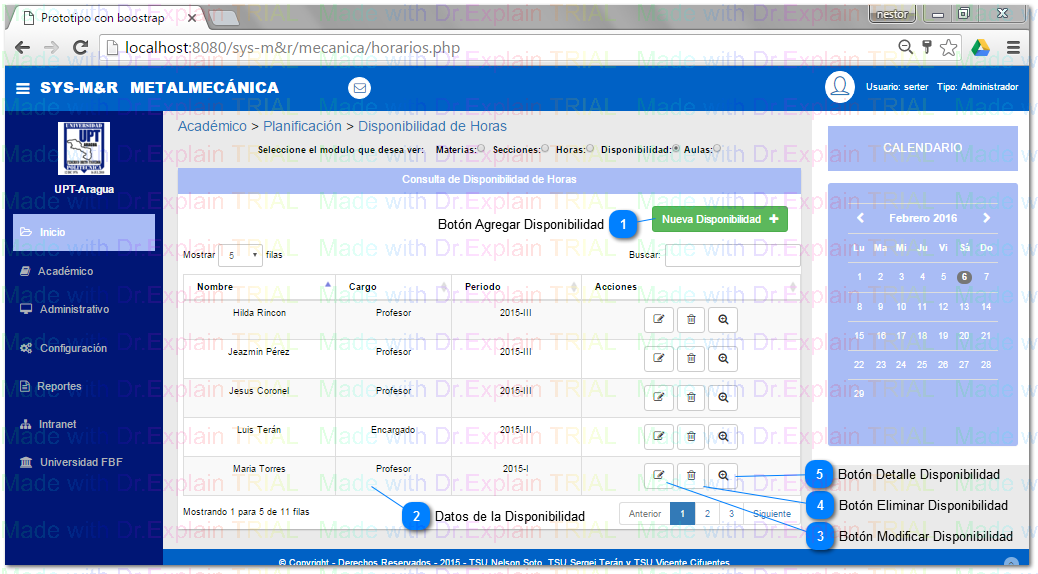 Prototipo con boostrap
nestor
localhost:8080/sys-m&r/mecanica/horarios.php
SYS-M&R METALMECÁNICA
Usuario: serter Tipo: Administrador
UNIVERSIDAD
UPT
UPT-Aragua
Inicio
Académico
Administrativo
Configuración
Reportes
Intranet
Universidad FBF
Académico > Planificación > Disponibilidad de Horas
Seleccione el modulo que desea ver: Materias: Secciones: Horas: Disponibilidad: Aulas:
Consulta de Disponibilidad de Horas
Botón Agregar Disponibilidad 1 Nueva Disponibilidad +
Mostrar 5 filas Buscar:
Nombre Cargo Periodo Acciones
Hilda Rincon Profesor 2015-III
Jeazmin Pérez Profesor 2015-III
Jesus Coronel Profesor 2015-III
Luis Terán Encargado 2015-III
Maria Torres Profesor 2015-I
Mostrando 1 para 5 de 11 filas
Anterior 1 2 3 Siguiente
2 Datos de la Disponibilidad
5 Botón Detalle Disponibilidad
4 Botón Eliminar Disponibilidad
3 Botón Modificar Disponibilidad
CALENDARIO
Febrero 2016
Lu Ma Mi Ju Vi Sá Do
1 2 3 4 5 6 7
8 9 10 11 12 13 14
15 16 17 18 19 20 21
22 23 24 25 26 27 28
29
© Copyright - Derechos Reservados - 2015 - TSU Nelson Soto, TSU Sergei Terán y TSU Vicente Cifuentes
Made with Dr.Explain TRIAL